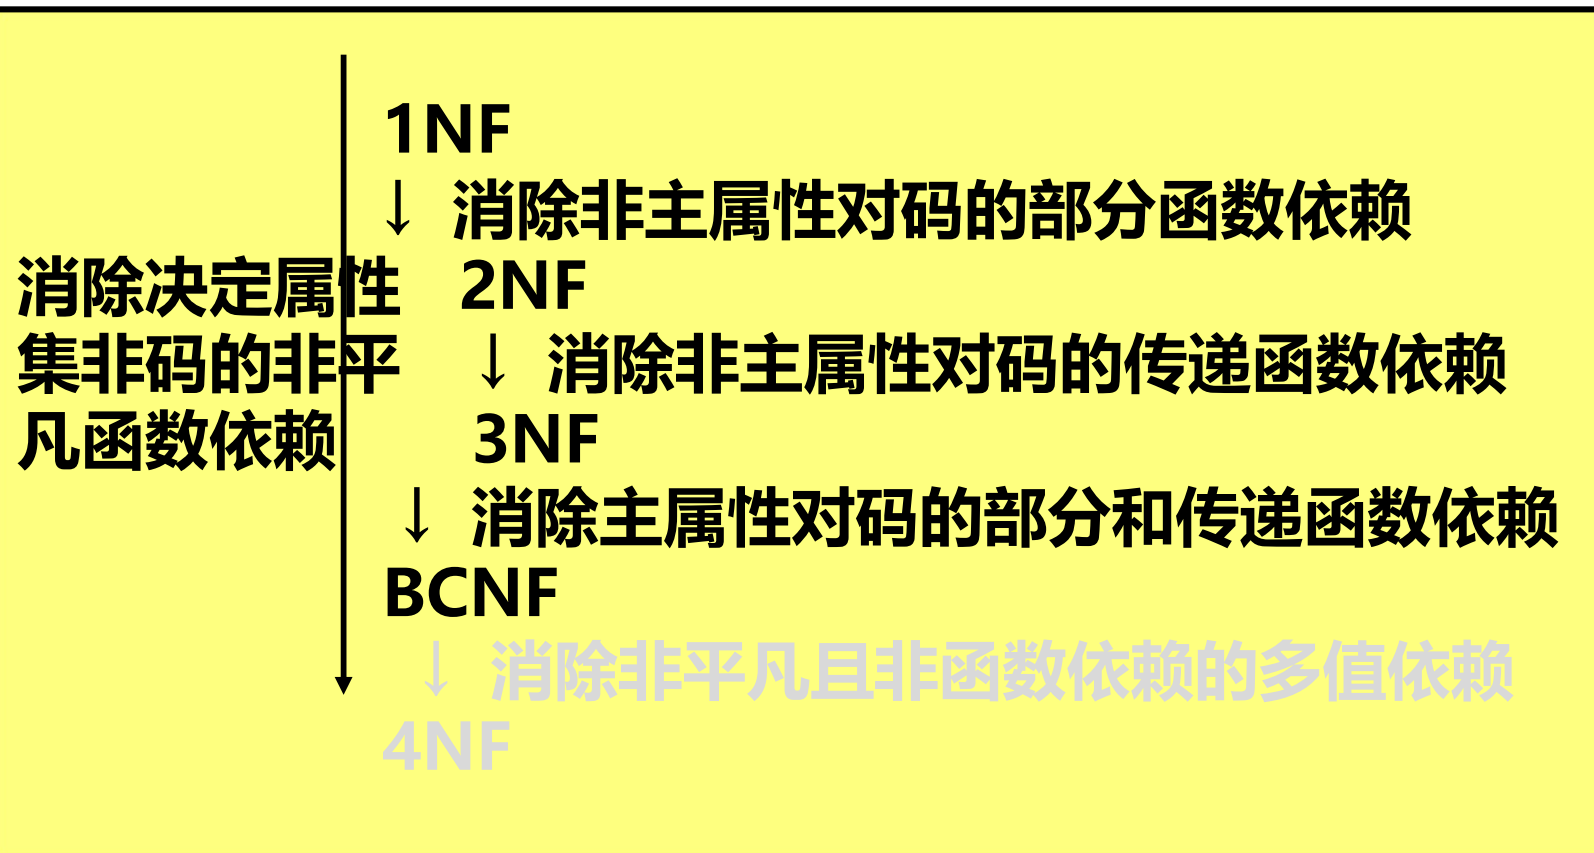 1NF
↓ 消除非主属性对码的部分函数依赖
消除决定属性
集非码的非平
凡函数依赖
2NF
↓ 消除非主属性对码的传递函数依赖
3NF
↓ 消除主属性对码的部分和传递函数依赖
BCNF
↓ 消除非平凡且非函数依赖的多值依赖
4NF